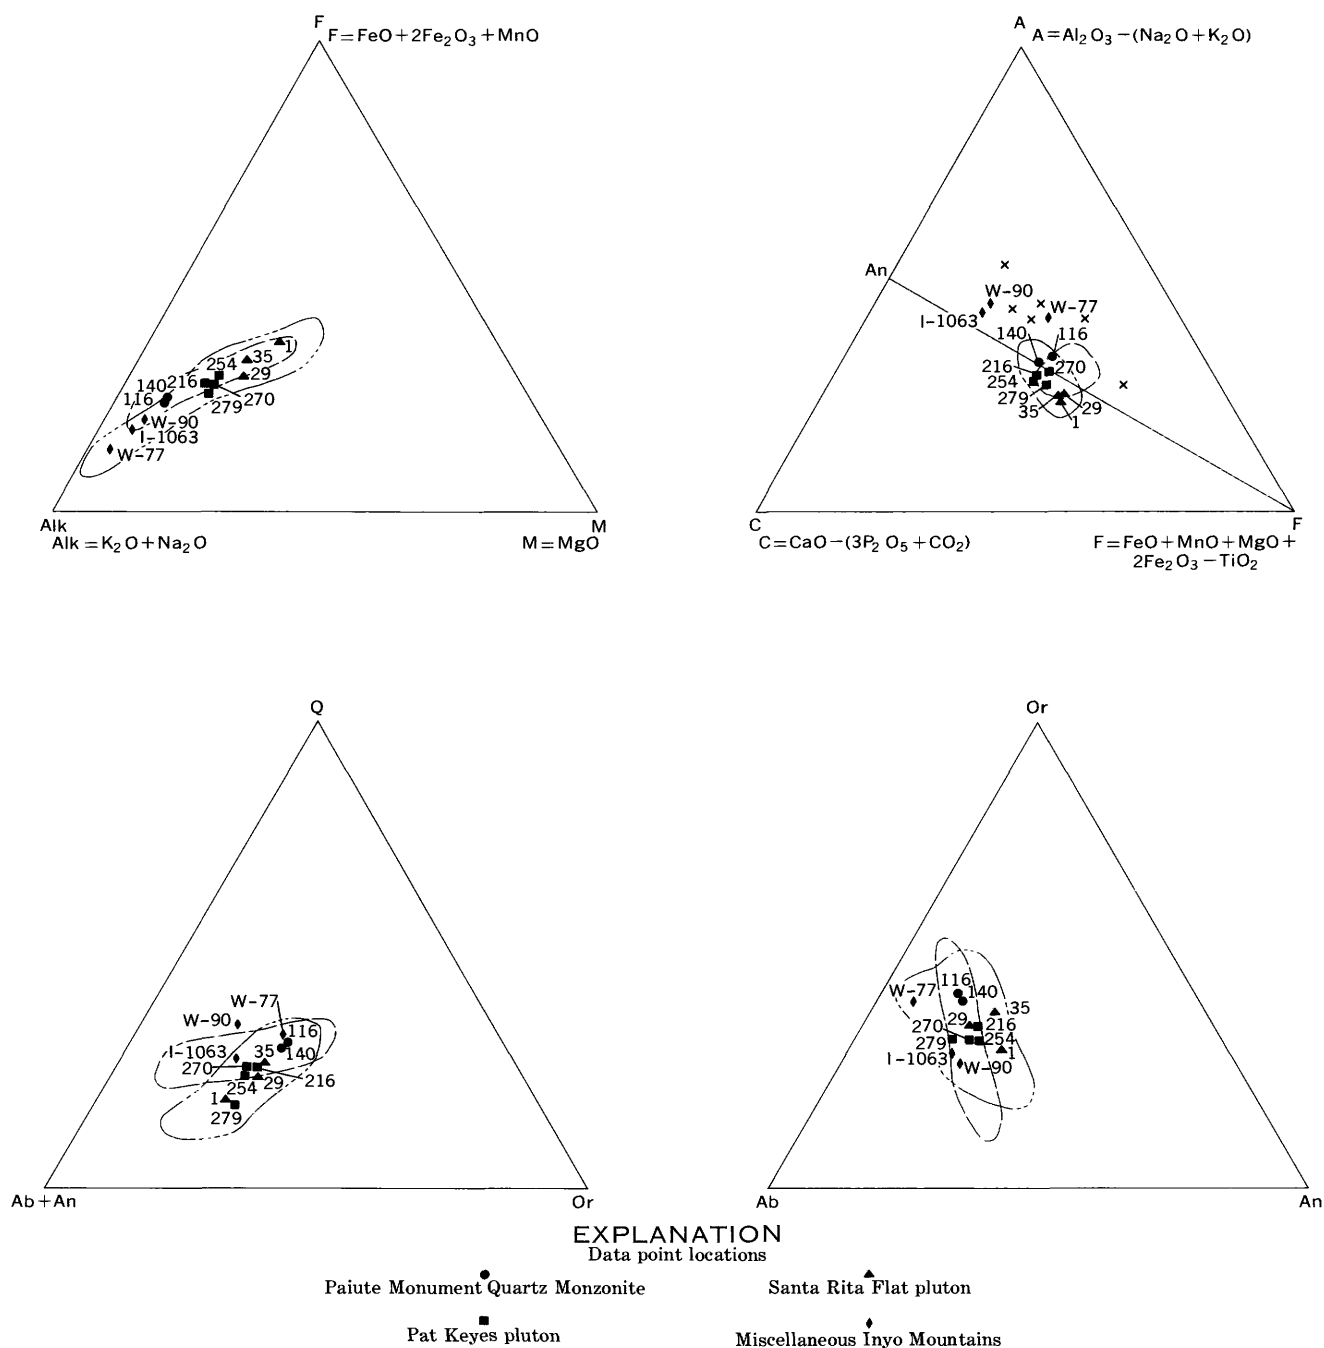 F
F=FeO+2Fe₂O₃+MnO
254
35
1
140
216
29
116
279
270
W-90
I-1063
W-77
Alk
M
Alk=K₂O+Na₂O
M=MgO
A
A=Al₂O₃-(Na₂O+K₂O)
An
W-90
I-1063
W-77
140
116
216
270
254
279
35
29
1
C
F
C=CaO-(3P₂O₅+CO₂)
F=FeO+MnO+MgO+
2Fe₂O₃-TiO₂
Q
W-77
W-90
116
I-1063
35
140
270
216
254
29
1
279
Ab+An
Or
Or
116
W-77
140
35
29
270
216
279
254
I-1063
1
W-90
Ab
An
EXPLANATION
Data point locations
Paiute Monument Quartz Monzonite
Santa Rita Flat pluton
Pat Keyes pluton
Miscellaneous Inyo Mountains